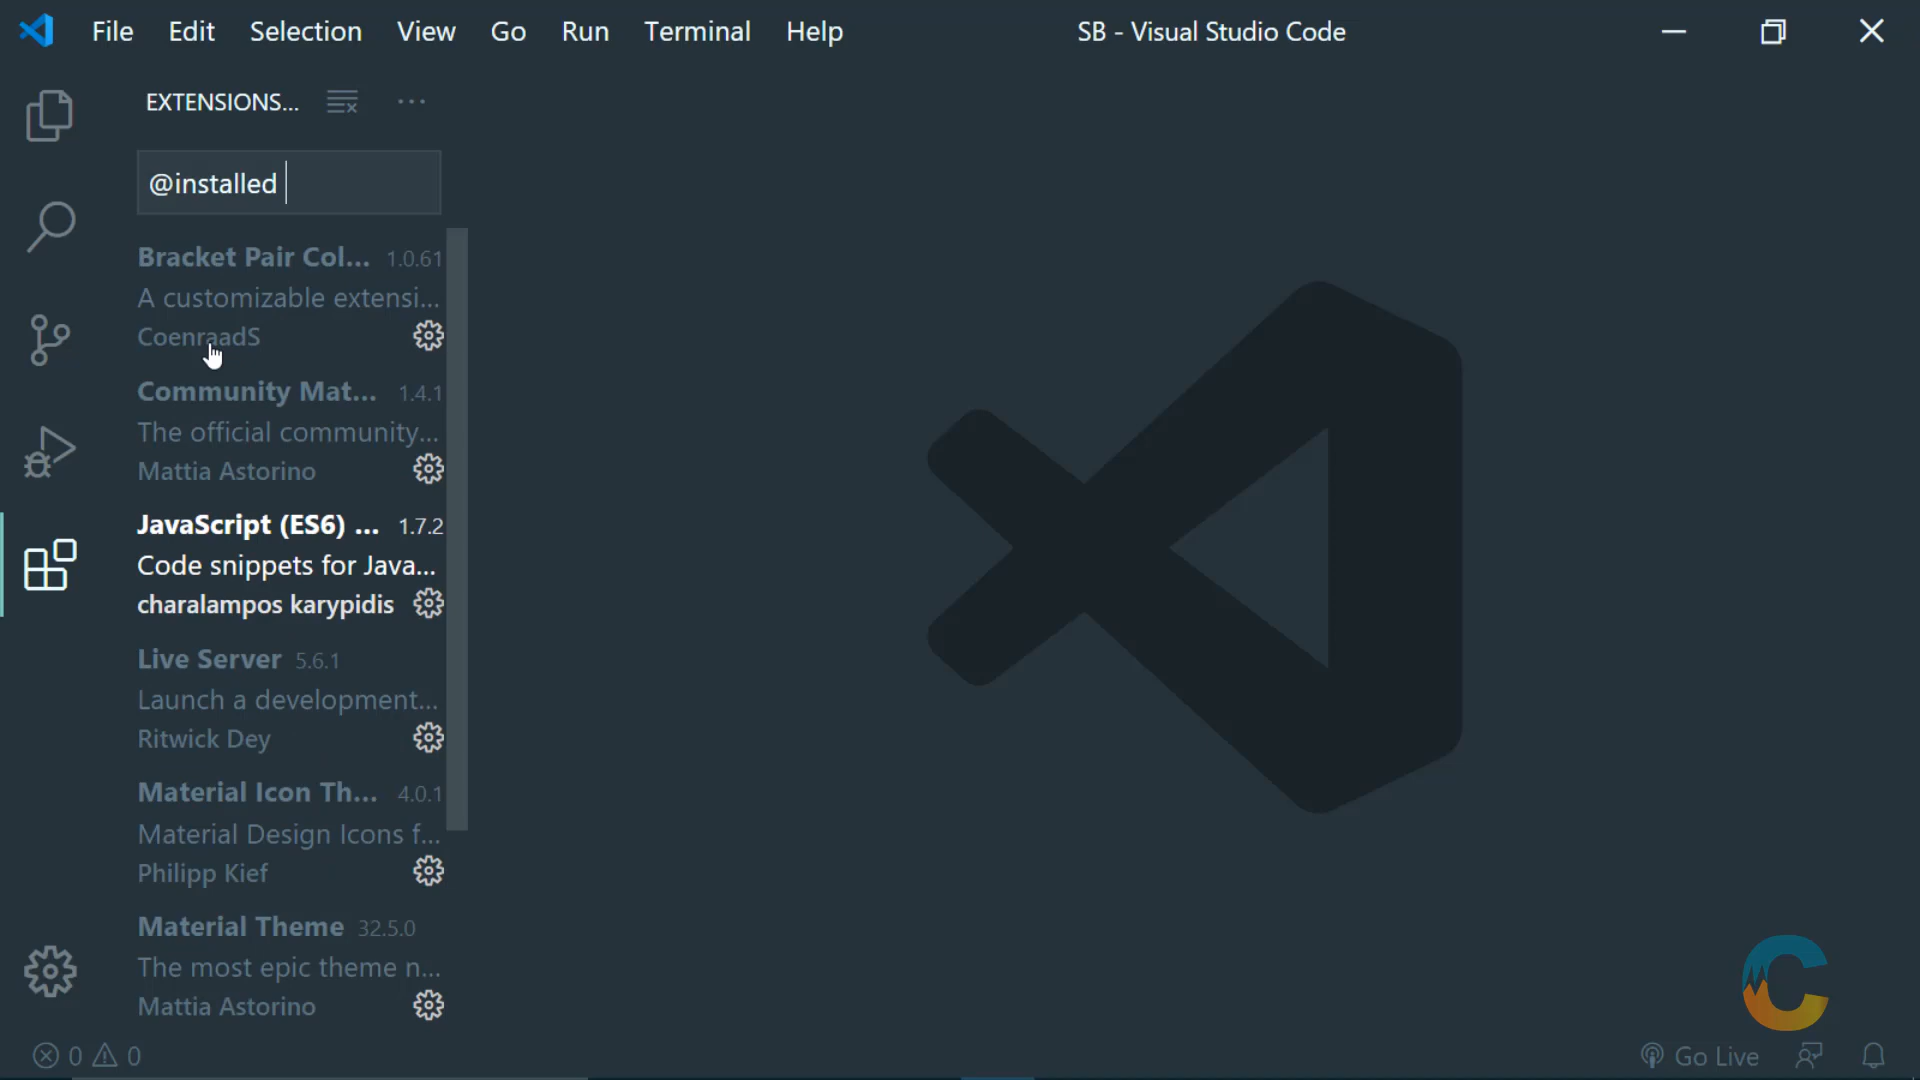 File Edit Selection View Go Run Terminal Help
SB - Visual Studio Code
EXTENSIONS...
@installed
Bracket Pair Col... 1.0.61
A customizable extensi...
CoenraadS
Community Mat... 1.4.1
The official community...
Mattia Astorino
JavaScript (ES6) ... 1.7.2
Code snippets for Java...
charalampos karypidis
Live Server 5.6.1
Launch a development...
Ritwick Dey
Material Icon Th... 4.0.1
Material Design Icons f...
Philipp Kief
Material Theme 32.5.0
The most epic theme n...
Mattia Astorino
C
0 0
Go Live